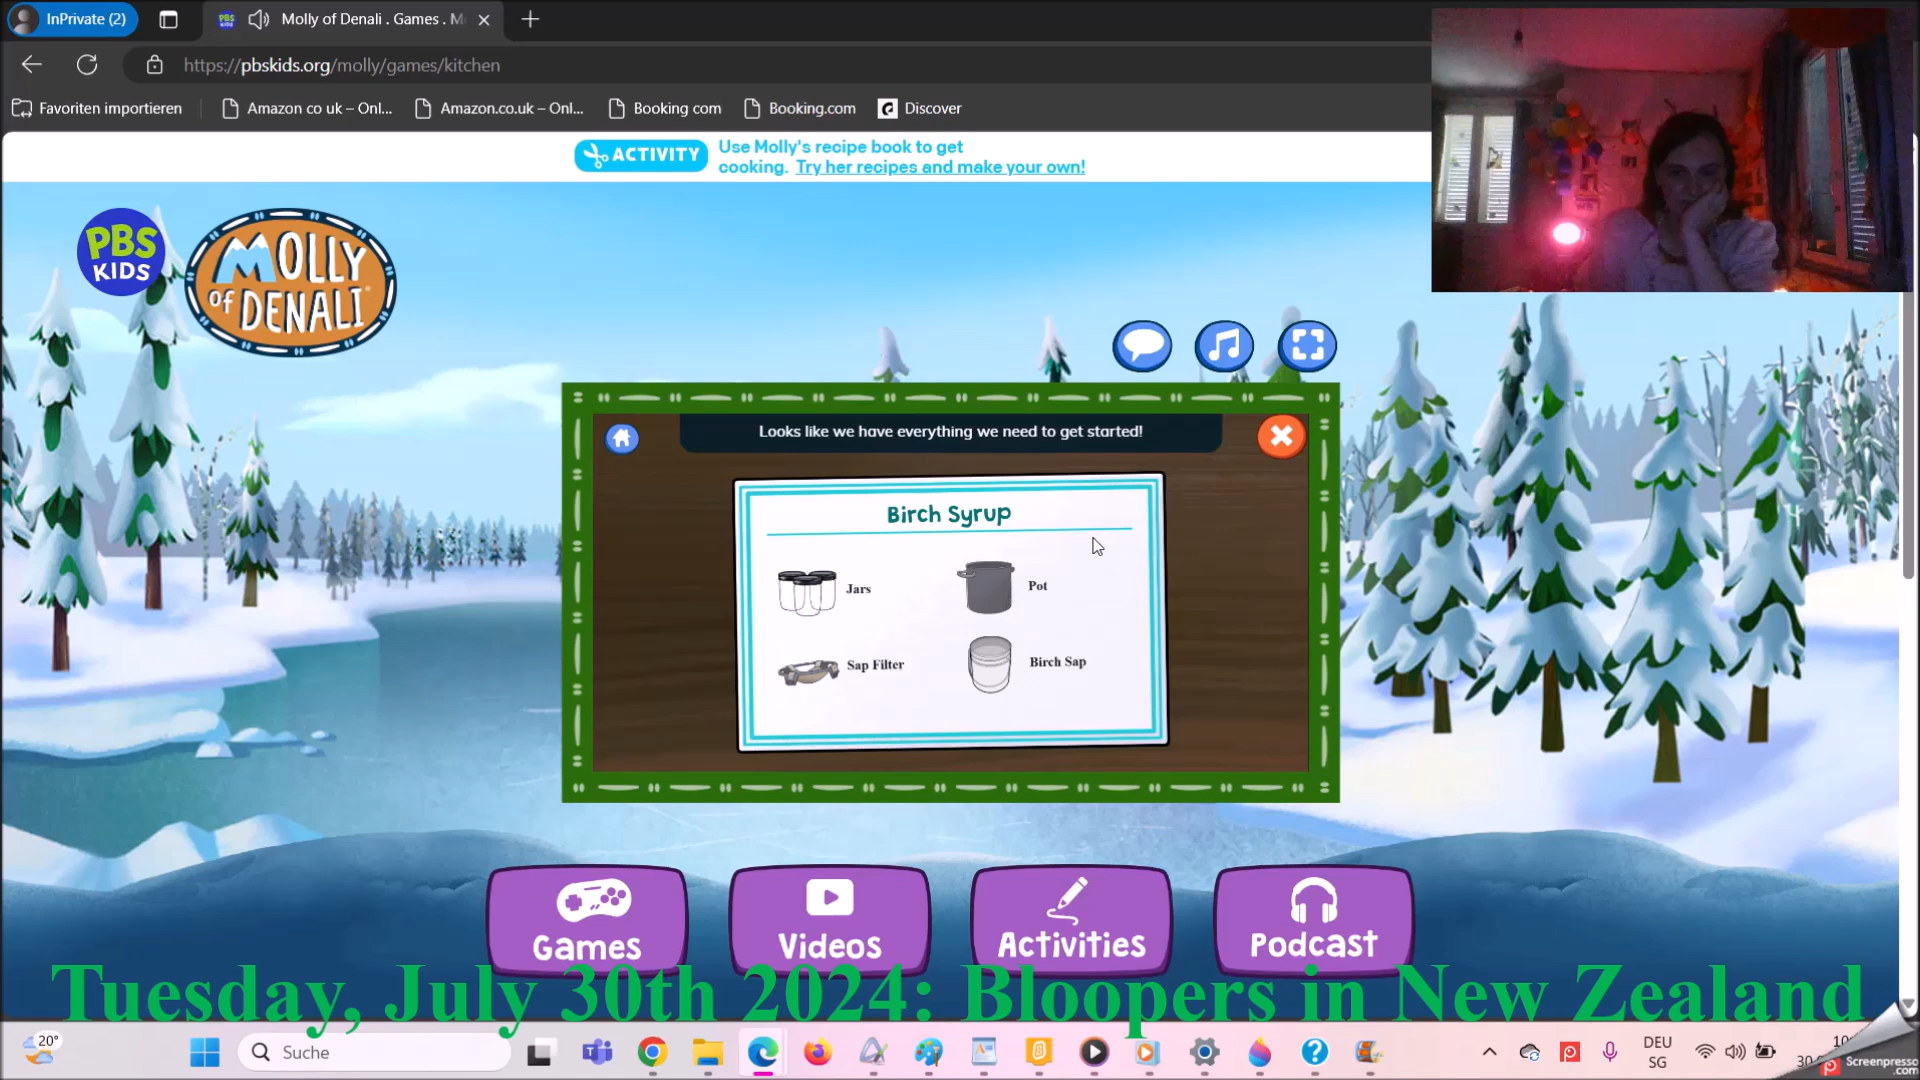 InPrivate (2)
Molly of Denali . Games . M
https://pbskids.org/molly/games/kitchen
Favoriten importieren
Amazon co uk – Onl...
Amazon.co.uk – Onl...
Booking com
Booking.com
Discover
ACTIVITY
Use Molly's recipe book to get
cooking. Try her recipes and make your own!
PBS
KIDS
MOLLY
OF DENALI
Looks like we have everything we need to get started!
Birch Syrup
Jars
Pot
Sap Filter
Birch Sap
Games
Videos
Activities
Podcast
Tuesday, July 30th 2024: Bloopers in New Zealand
20°
Suche
DEU
SG
Screenpresso
.com